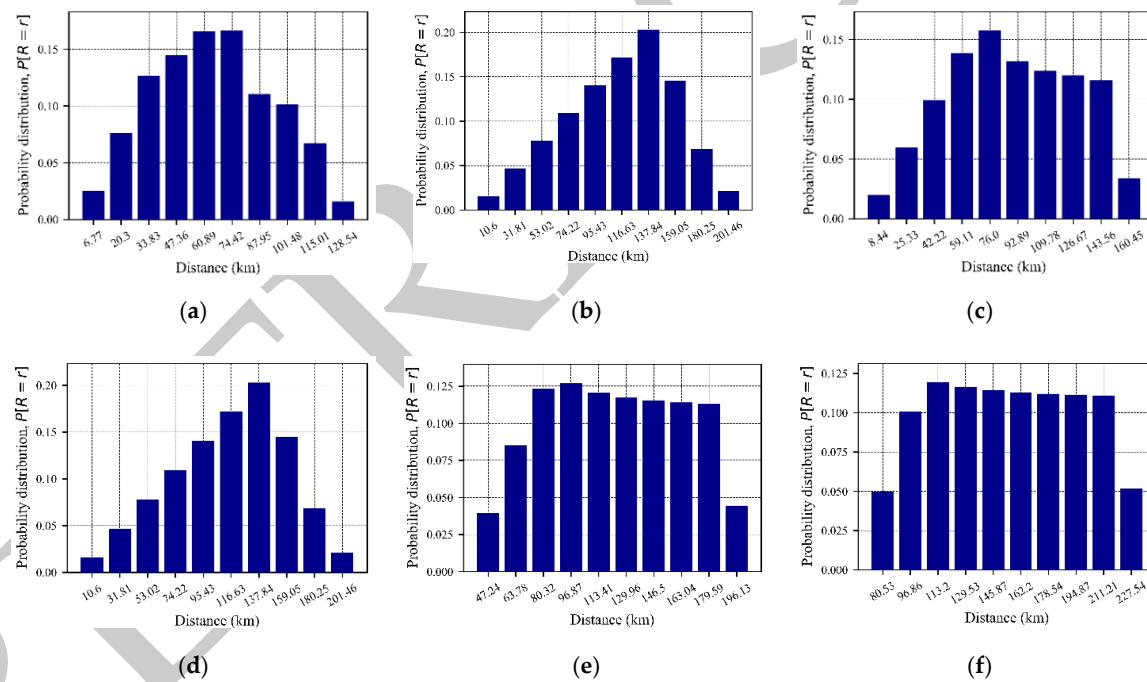 Probability distribution, P[R = r]
0.15
0.10
0.05
0.00
6.77 20.3 33.83 47.36 60.89 74.42 87.95 101.48 115.01 128.54
Distance (km)
(a)
Probability distribution, P[R = r]
0.20
0.15
0.10
0.05
0.00
10.6 31.81 53.02 74.22 95.43 116.63 137.84 159.05 180.25 201.46
Distance (km)
(b)
Probability distribution, P[R = r]
0.15
0.10
0.05
0.00
8.44 25.33 42.22 59.11 76.0 92.89 109.78 126.67 143.56 160.45
Distance (km)
(c)
Probability distribution, P[R = r]
0.20
0.15
0.10
0.05
0.00
10.6 31.81 53.02 74.22 95.43 116.63 137.84 159.05 180.25 201.46
Distance (km)
(d)
Probability distribution, P[R = r]
0.125
0.100
0.075
0.050
0.025
0.000
47.24 63.78 80.32 96.87 113.41 129.96 146.5 163.04 179.59 196.13
Distance (km)
(e)
Probability distribution, P[R = r]
0.125
0.100
0.075
0.050
0.025
0.000
80.53 96.86 113.2 129.53 145.87 162.2 178.54 194.87 211.21 227.54
Distance (km)
(f)